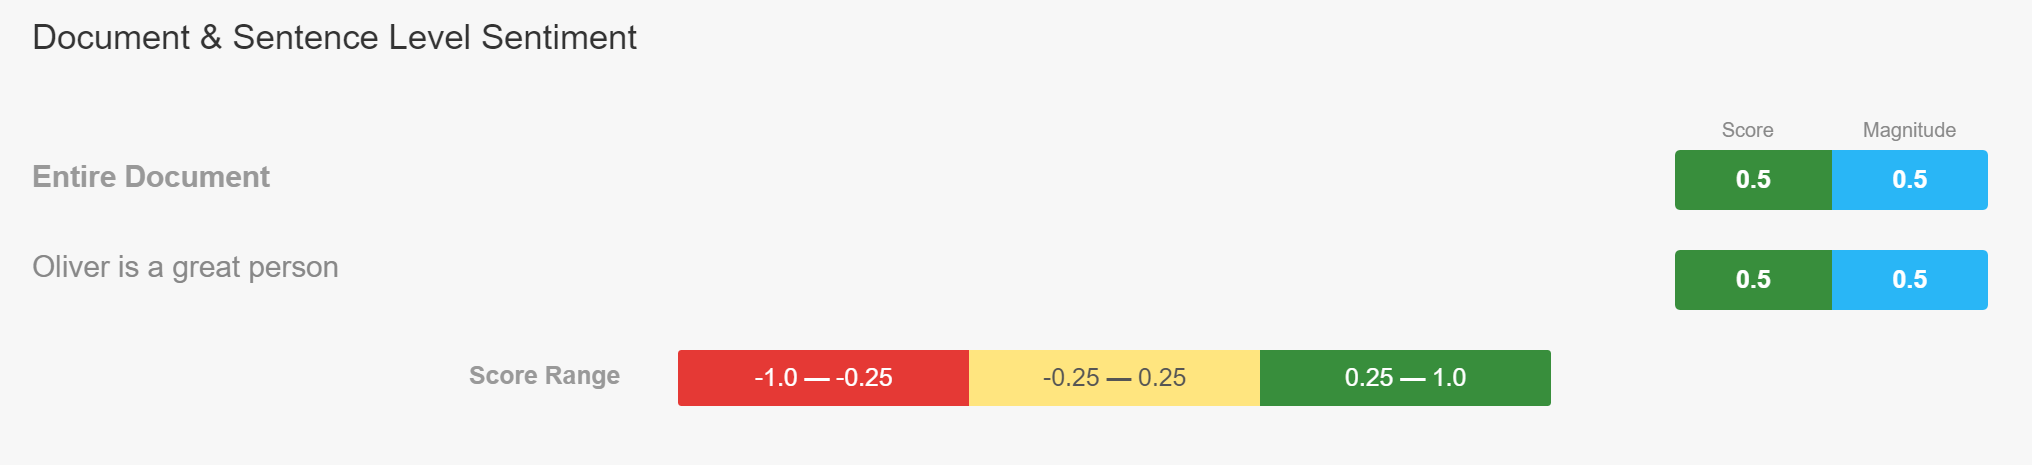 Document & Sentence Level Sentiment
Score Magnitude
Entire Document 0.5 0.5
Oliver is a great person 0.5 0.5
Score Range -1.0 — -0.25 -0.25 — 0.25 0.25 — 1.0